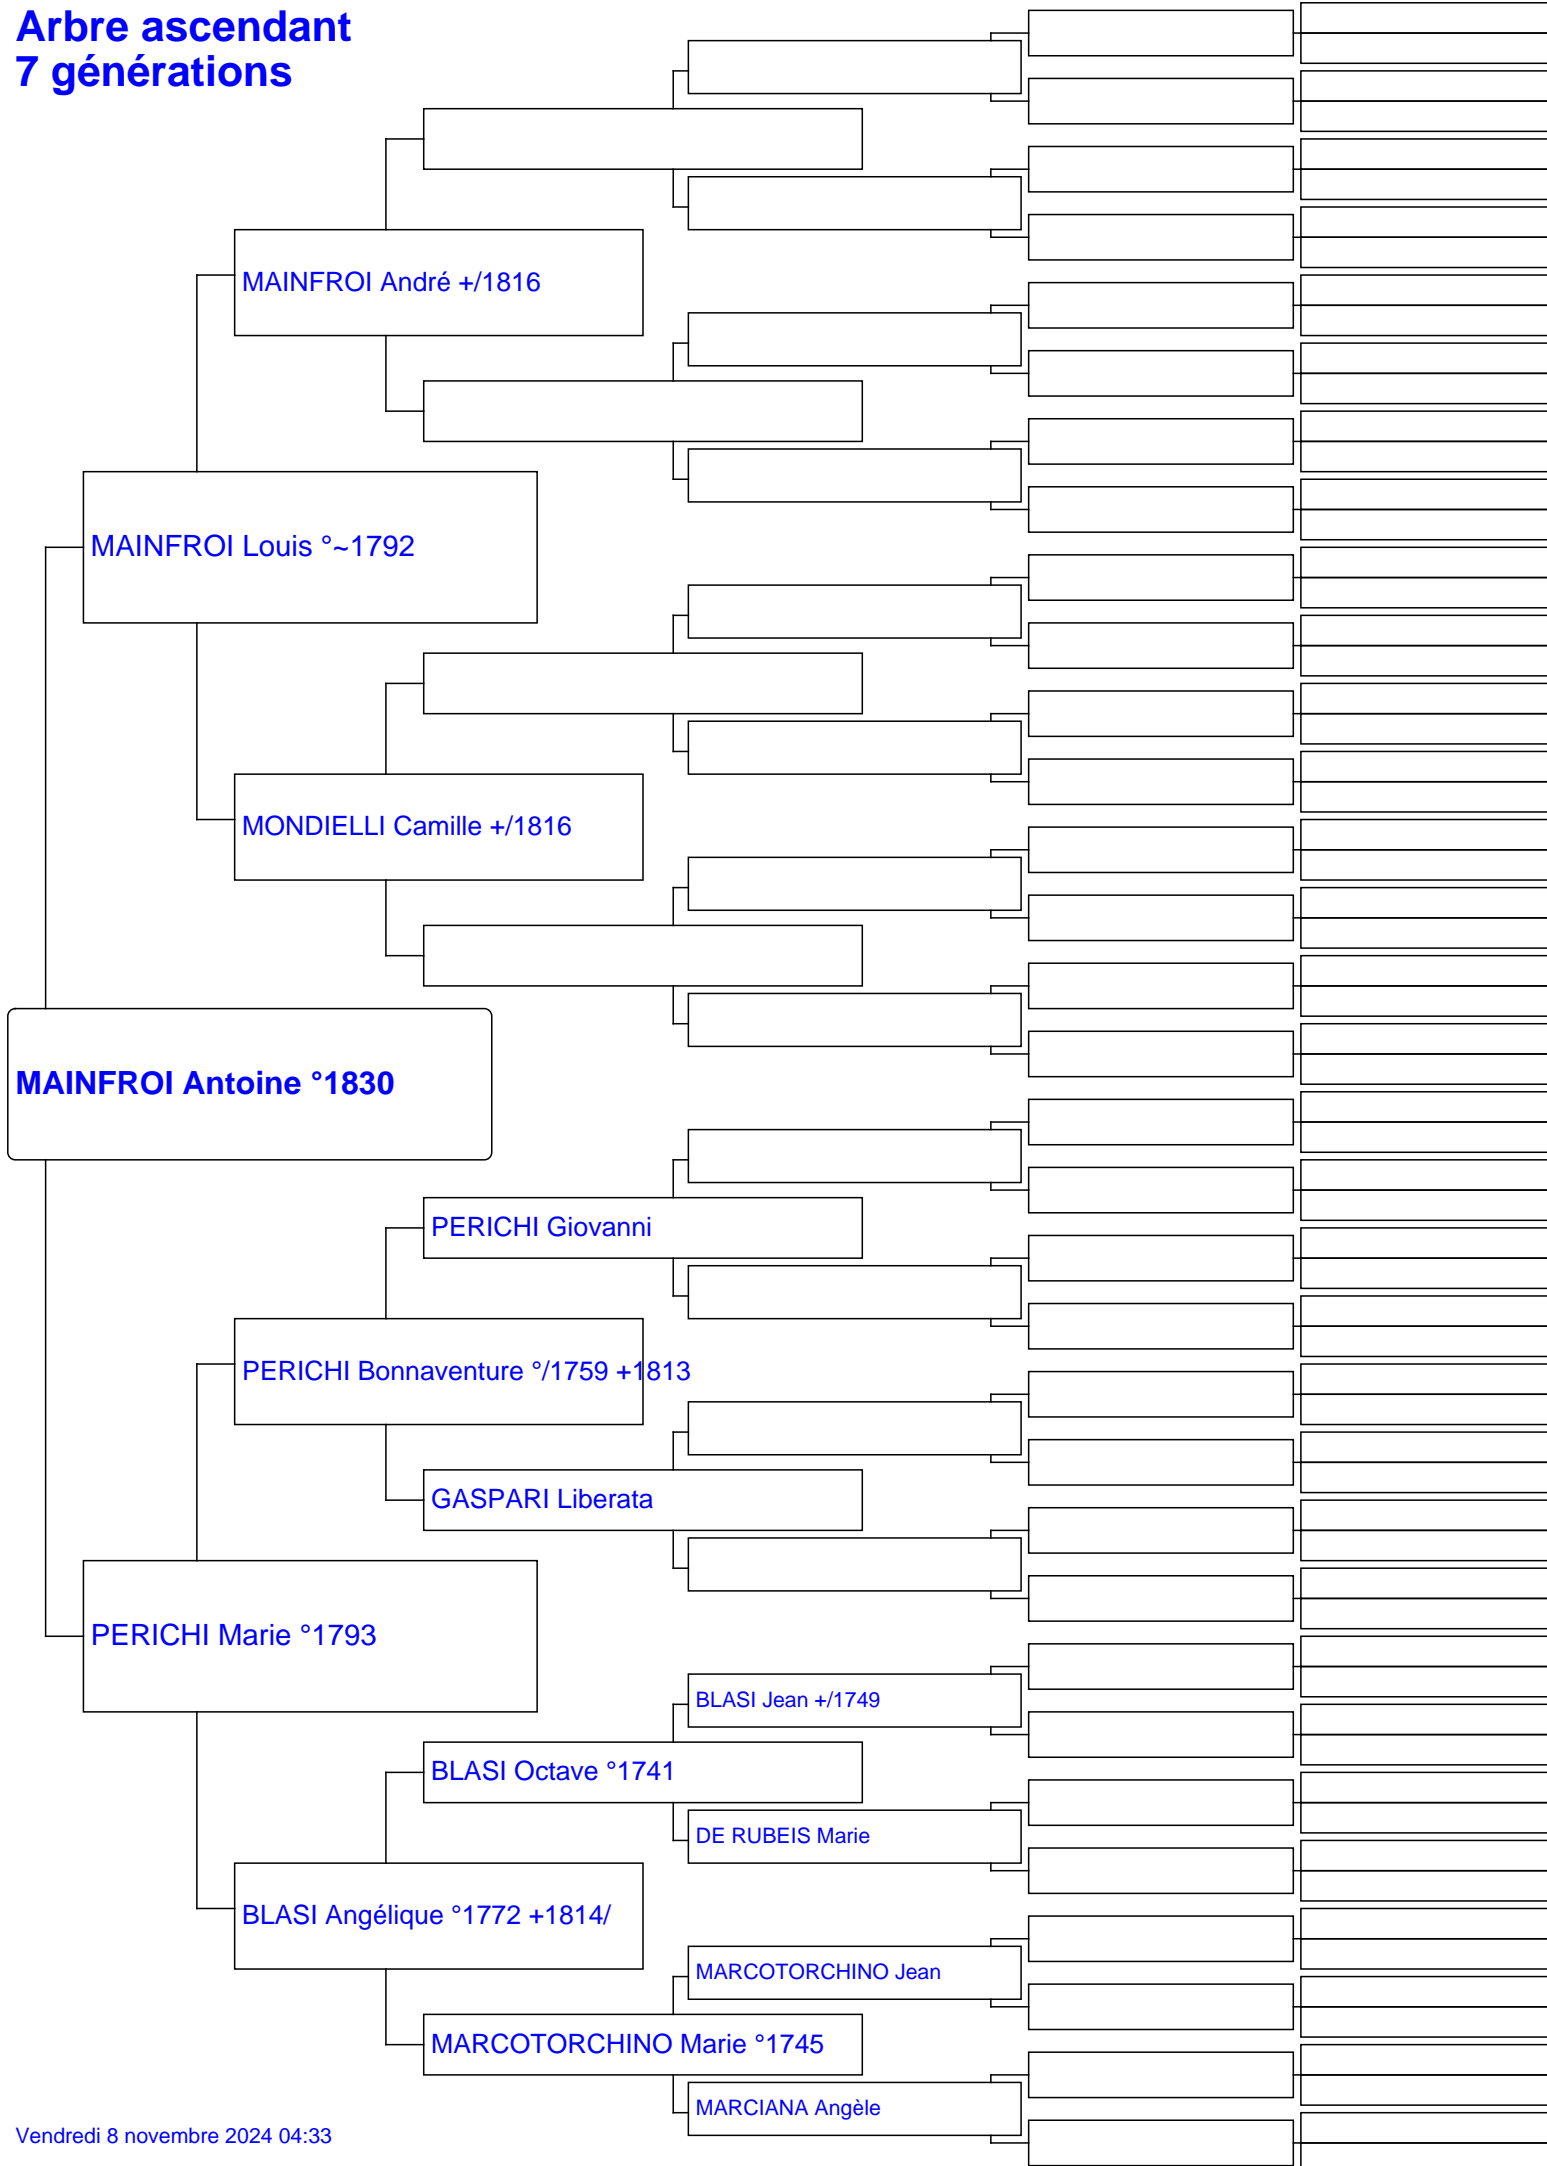 Arbre ascendant
7 générations
MAINFROI André +/1816
MAINFROI Louis °~1792
MONDIELLI Camille +/1816
MAINFROI Antoine °1830
PERICHI Giovanni
PERICHI Bonnaventure °/1759 +1813
GASPARI Liberata
PERICHI Marie °1793
BLASI Jean +/1749
BLASI Octave °1741
DE RUBEIS Marie
BLASI Angélique °1772 +1814/
MARCOTORCHINO Jean
MARCOTORCHINO Marie °1745
MARCIANA Angèle
Vendredi 8 novembre 2024 04:33